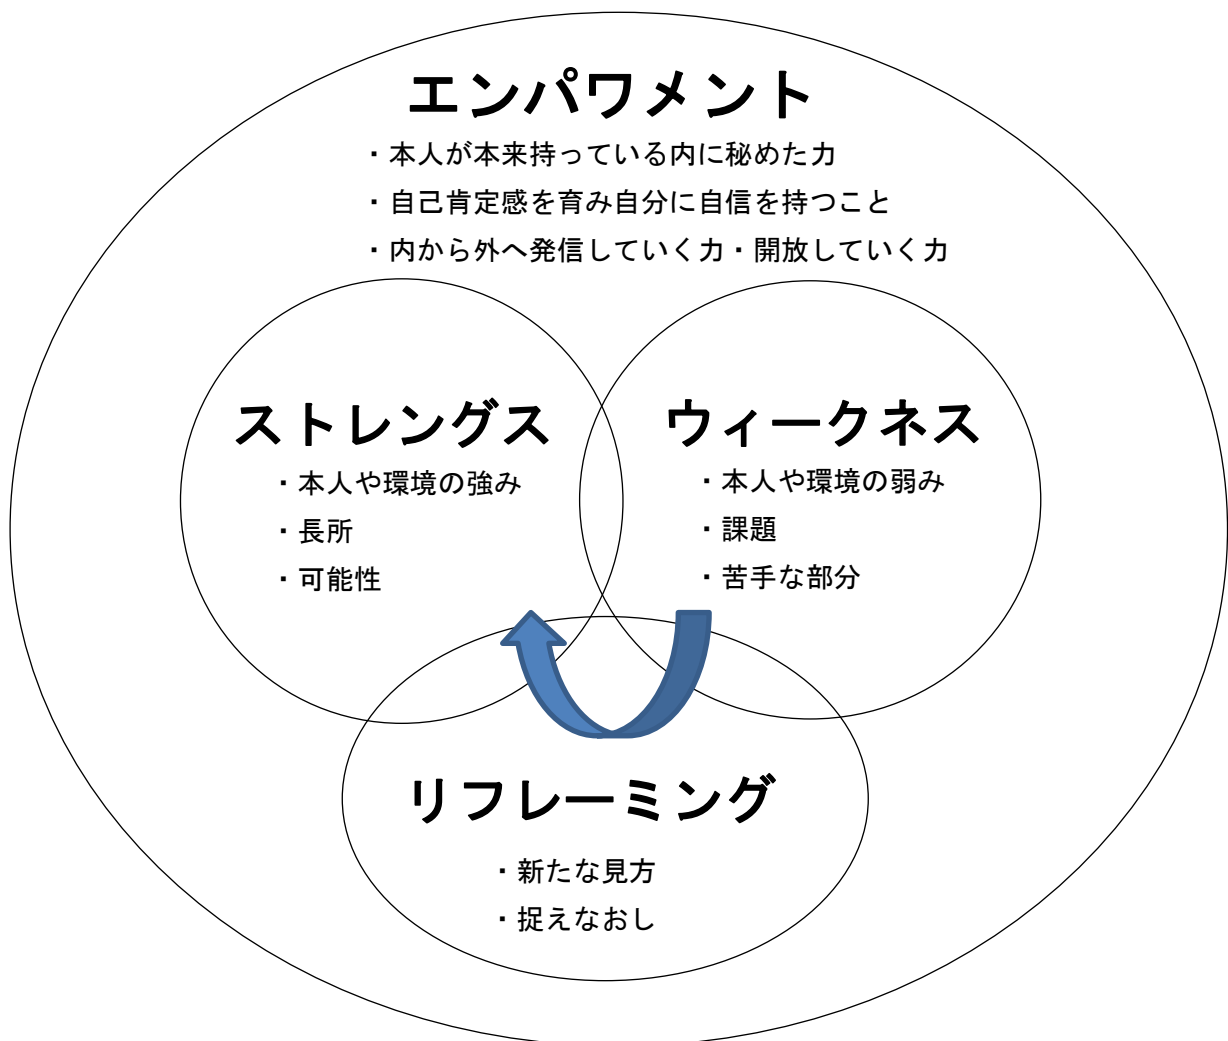 エンパワメント
・本人が本来持っている内に秘めた力
・自己肯定感を育み自分に自信を持つこと
・内から外へ発信していく力・開放していく力
ストレングス
・本人や環境の強み
・長所
・可能性
ウィークネス
・本人や環境の弱み
・課題
・苦手な部分
リフレーミング
・新たな見方
・捉えなおし